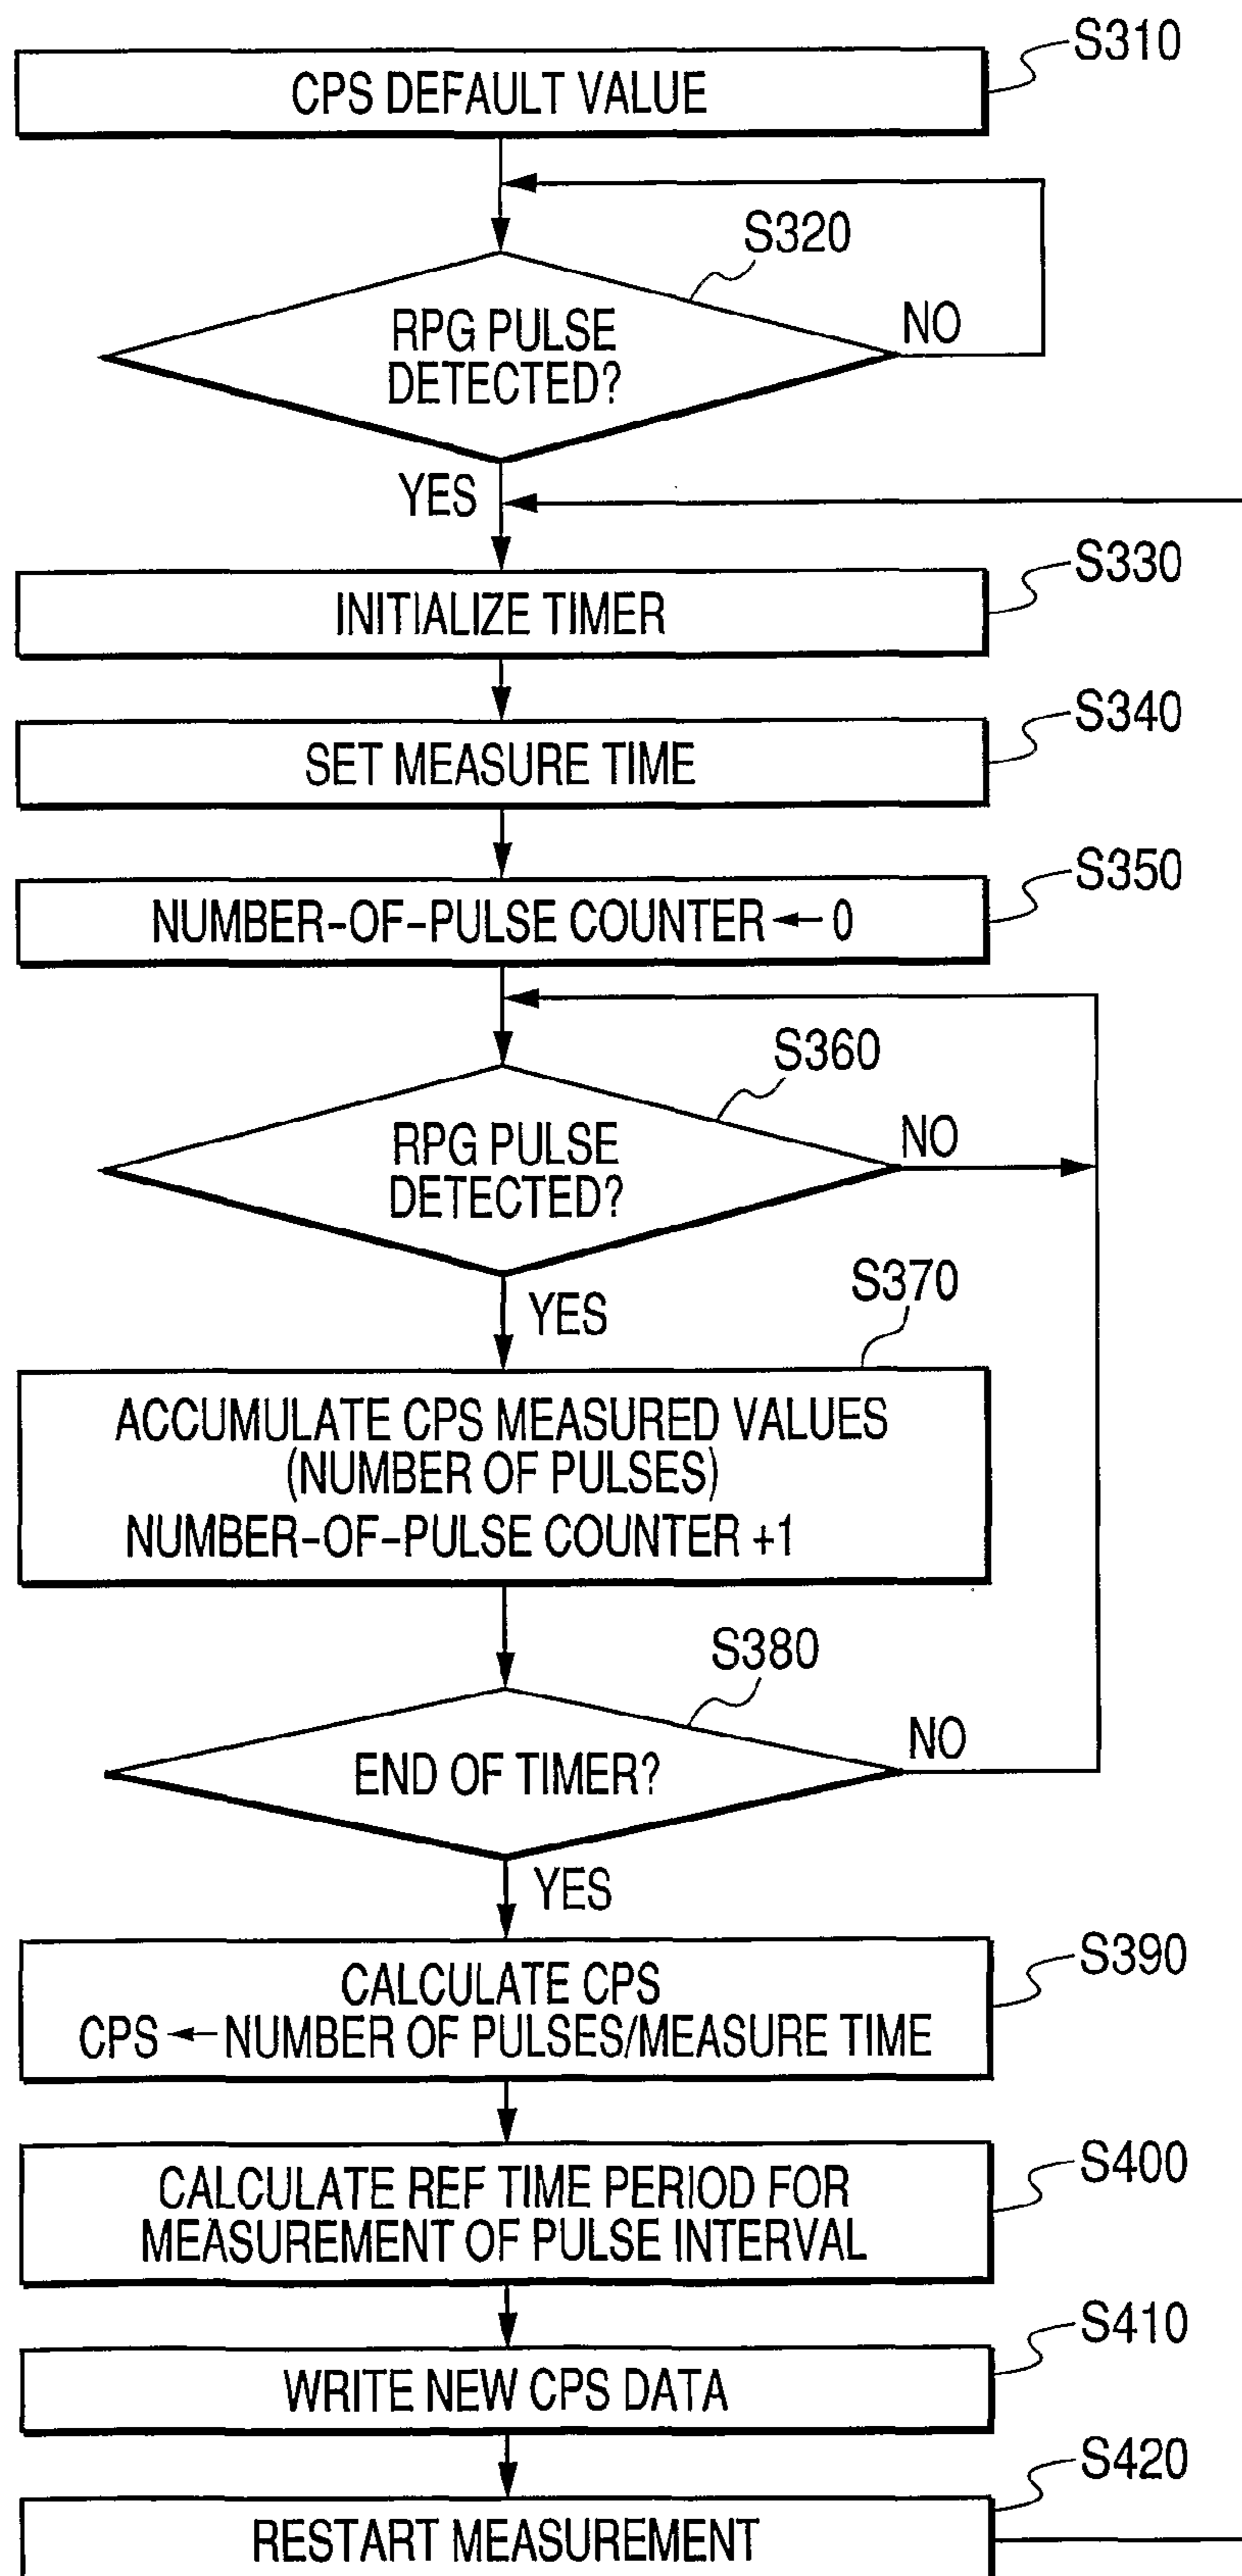 S310
CPS DEFAULT VALUE
S320
RPG PULSE
DETECTED?
NO
YES
S330
INITIALIZE TIMER
S340
SET MEASURE TIME
S350
NUMBER-OF-PULSE COUNTER ← 0
S360
RPG PULSE
DETECTED?
NO
YES
S370
ACCUMULATE CPS MEASURED VALUES
(NUMBER OF PULSES)
NUMBER-OF-PULSE COUNTER +1
S380
END OF TIMER?
NO
YES
S390
CALCULATE CPS
CPS ← NUMBER OF PULSES/MEASURE TIME
S400
CALCULATE REF TIME PERIOD FOR
MEASUREMENT OF PULSE INTERVAL
S410
WRITE NEW CPS DATA
S420
RESTART MEASUREMENT